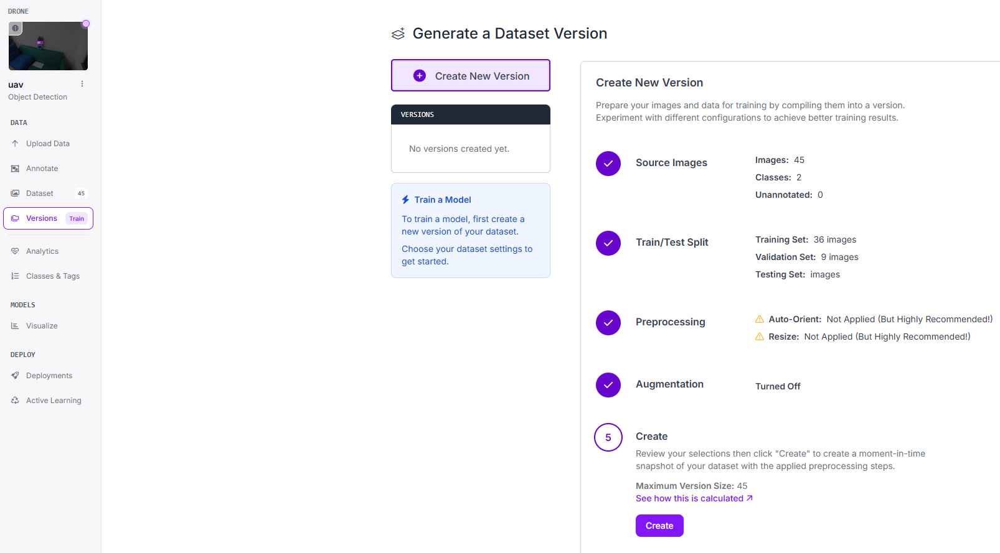 DRONE
uav
Object Detection
DATA
Upload Data
Annotate
Dataset 45
Versions Train
Analytics
Classes & Tags
MODELS
Visualize
DEPLOY
Deployments
Active Learning
Generate a Dataset Version
Create New Version
VERSIONS
No versions created yet.
Train a Model
To train a model, first create a
new version of your dataset.
Choose your dataset settings to
get started.
Create New Version
Prepare your images and data for training by compiling them into a version.
Experiment with different configurations to achieve better training results.
Source Images
Images: 45
Classes: 2
Unannotated: 0
Train/Test Split
Training Set: 36 images
Validation Set: 9 images
Testing Set: images
Preprocessing
Auto-Orient: Not Applied (But Highly Recommended!)
Resize: Not Applied (But Highly Recommended!)
Augmentation
Turned Off
5
Create
Review your selections then click "Create" to create a moment-in-time
snapshot of your dataset with the applied preprocessing steps.
Maximum Version Size: 45
See how this is calculated
Create